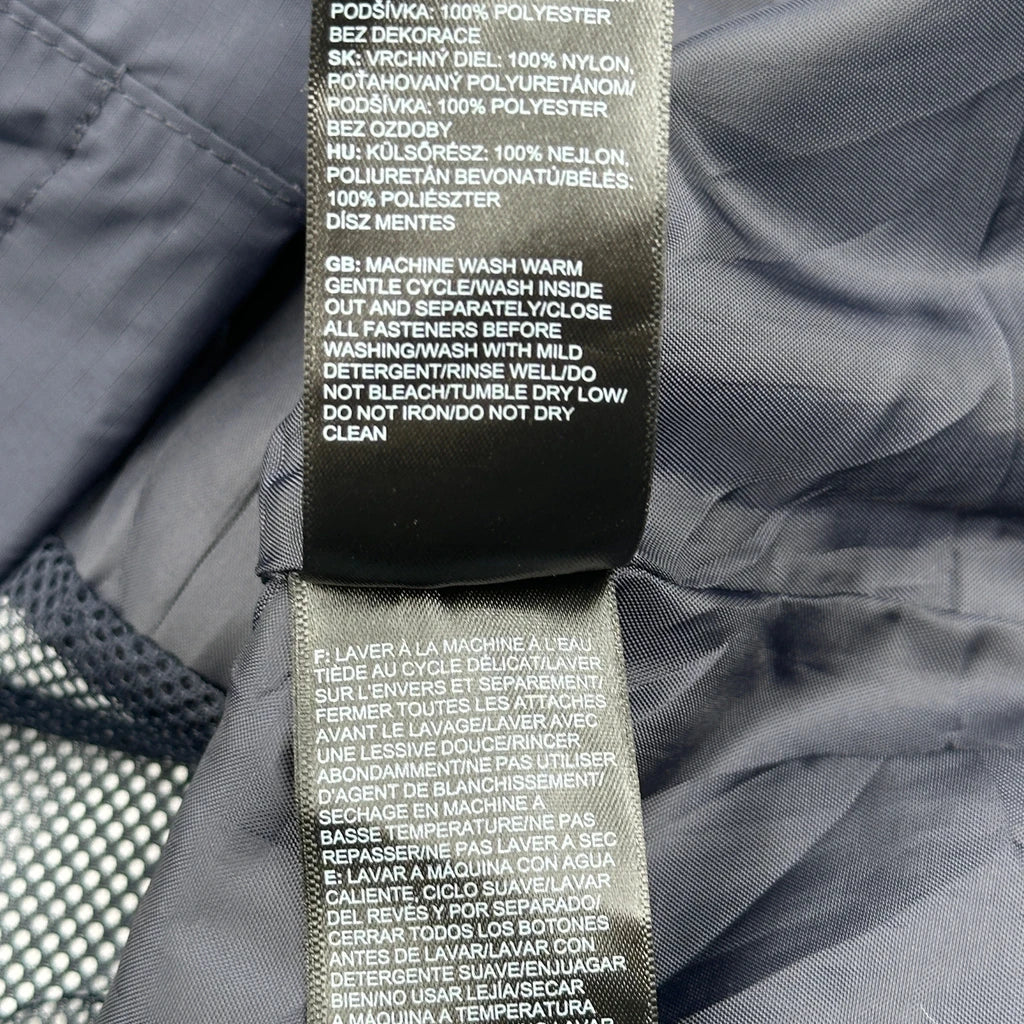 PODŠÍVKA: 100% POLYESTER
BEZ DEKORACE
SK: VRCHNÝ DIEL: 100% NYLON,
POŤAHOVANÝ POLYURETÁNOM/
PODŠÍVKA: 100% POLYESTER
BEZ OZDOBY
HU: KÜLSŐRÉSZ: 100% NEJLON,
POLIURETÁN BEVONATÚ/BÉLÉS:
100% POLIÉSZTER
DÍSZ MENTES
GB: MACHINE WASH WARM
GENTLE CYCLE/WASH INSIDE
OUT AND SEPARATELY/CLOSE
ALL FASTENERS BEFORE
WASHING/WASH WITH MILD
DETERGENT/RINSE WELL/DO
NOT BLEACH/TUMBLE DRY LOW/
DO NOT IRON/DO NOT DRY
CLEAN
F: LAVER À LA MACHINE À L'EAU
TIÈDE AU CYCLE DÉLICAT/LAVER
SUR L'ENVERS ET SEPAREMENT/
FERMER TOUTES LES ATTACHES
AVANT LE LAVAGE/LAVER AVEC
UNE LESSIVE DOUCE/RINCER
ABONDAMMENT/NE PAS UTILISER
D'AGENT DE BLANCHISSEMENT/
SECHAGE EN MACHINE A
BASSE TEMPERATURE/NE PAS
REPASSER/NE PAS LAVER A SEC
E: LAVAR A MÁQUINA CON AGUA
CALIENTE, CICLO SUAVE/LAVAR
DEL REVÉS Y POR SEPARADO/
CERRAR TODOS LOS BOTONES
ANTES DE LAVAR/LAVAR CON
DETERGENTE SUAVE/ENJUAGAR
BIEN/NO USAR LEJÍA/SECAR
A MÁQUINA A TEMPERATURA